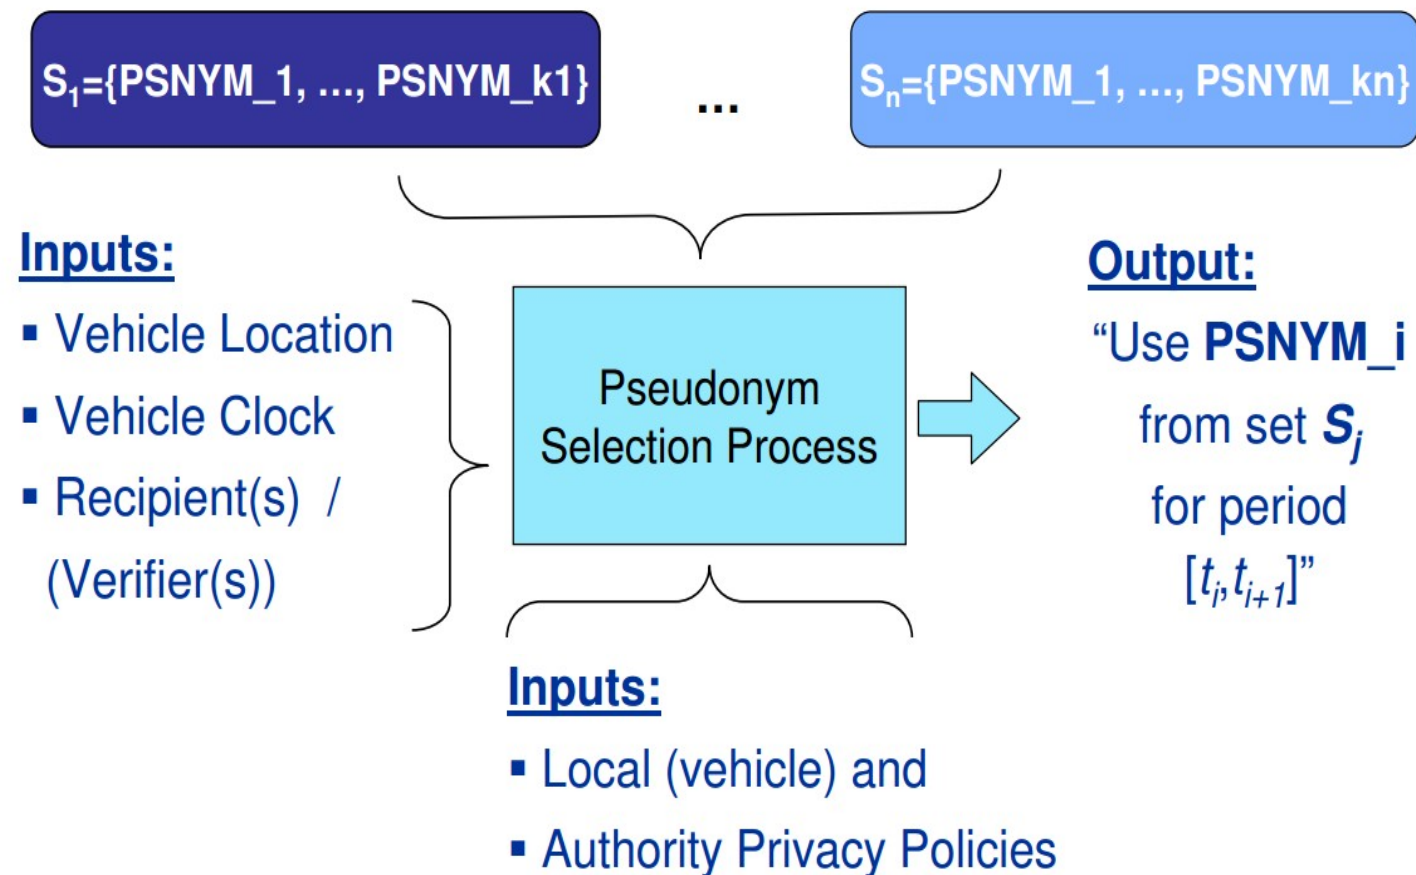 S₁={PSNYM_1, ..., PSNYM_k1}
...
Sₙ={PSNYM_1, ..., PSNYM_kn}
Inputs:
▪ Vehicle Location
▪ Vehicle Clock
▪ Recipient(s) /
(Verifier(s))
Pseudonym
Selection Process
Output:
“Use PSNYM_i
from set Sⱼ
for period
[tᵢ,tᵢ₊₁]”
Inputs:
▪ Local (vehicle) and
▪ Authority Privacy Policies